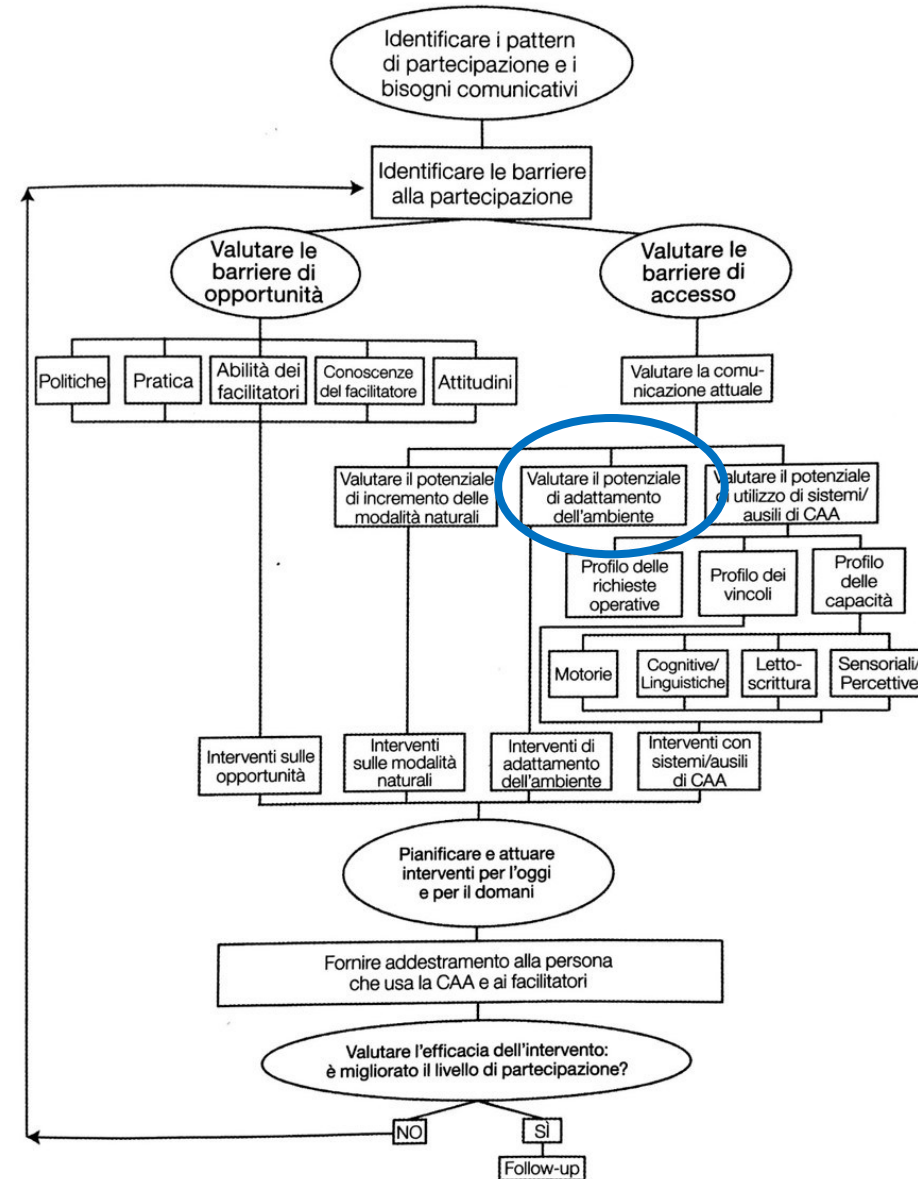 Identificare i pattern
di partecipazione e i
bisogni comunicativi
Identificare le barriere
alla partecipazione
Valutare le
barriere di
opportunità
Valutare le
barriere di
accesso
Politiche
Pratica
Abilità dei
facilitatori
Conoscenze
del facilitatore
Attitudini
Valutare la comu-
nicazione attuale
Valutare il potenziale
di incremento delle
modalità naturali
Valutare il potenziale
di adattamento
dell'ambiente
Valutare il potenziale
di utilizzo di sistemi/
ausili di CAA
Profilo delle
richieste
operative
Profilo dei
vincoli
Profilo
delle
capacità
Motorie
Cognitive/
Linguistiche
Letto-
scrittura
Sensoriali/
Percettive
Interventi sulle
opportunità
Interventi
sulle modalità
naturali
Interventi di
adattamento
dell'ambiente
Interventi con
sistemi/ausili
di CAA
Pianificare e attuare
interventi per l'oggi
e per il domani
Fornire addestramento alla persona
che usa la CAA e ai facilitatori
Valutare l'efficacia dell'intervento:
è migliorato il livello di partecipazione?
NO
SÌ
Follow-up